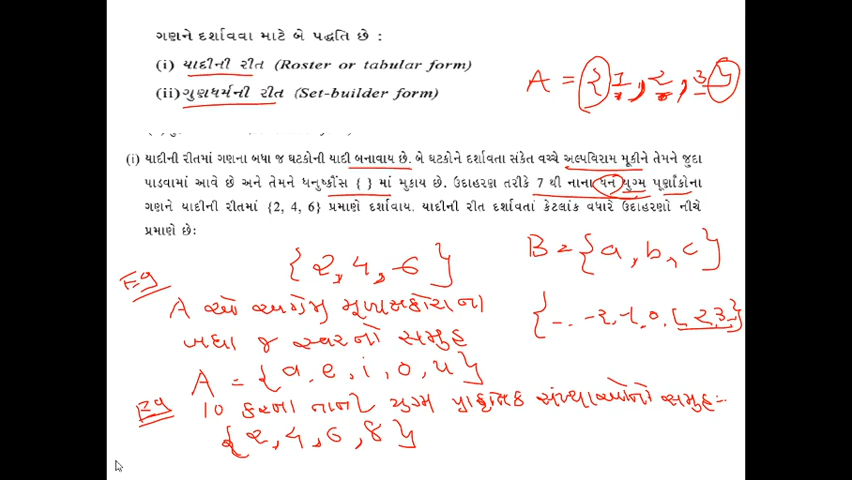 ગણને દર્શાવવા માટે બે પદ્ધતિ છે :
(i) યાદીની રીત (Roster or tabular form)
(ii) ગુણધર્મની રીત (Set-builder form)
A = {1, 2, 3}
(i) યાદીની રીતમાં ગણના બધા જ ઘટકોની યાદી બનાવાય છે. બે ઘટકોને દર્શાવતા સંકેત વચ્ચે અલ્પવિરામ મૂકીને તેમને જુદા
પાડવામાં આવે છે અને તેમને ધનુષ્કૌંસ { } માં મુકાય છે. ઉદાહરણ તરીકે 7 થી નાના ધન યુગ્મ પૂર્ણાંકોના
ગણને યાદીની રીતમાં {2, 4, 6} પ્રમાણે દર્શાવાય. યાદીની રીત દર્શાવતાં કેટલાંક વધારે ઉદાહરણો નીચે
પ્રમાણે છે:
{2, 4, 6}
B = {a, b, c}
Eg
A એ અંગ્રેજી મૂળાક્ષરોના
બધા જ સ્વરનો સમુહ
{... -2, -1, 0, 1, 2, 3, ...}
A = {a, e, i, o, u}
Eg 10 કરતા નાની યુગ્મ પ્રાકૃતિક સંખ્યાઓનો સમુહ:-
{2, 4, 6, 8}